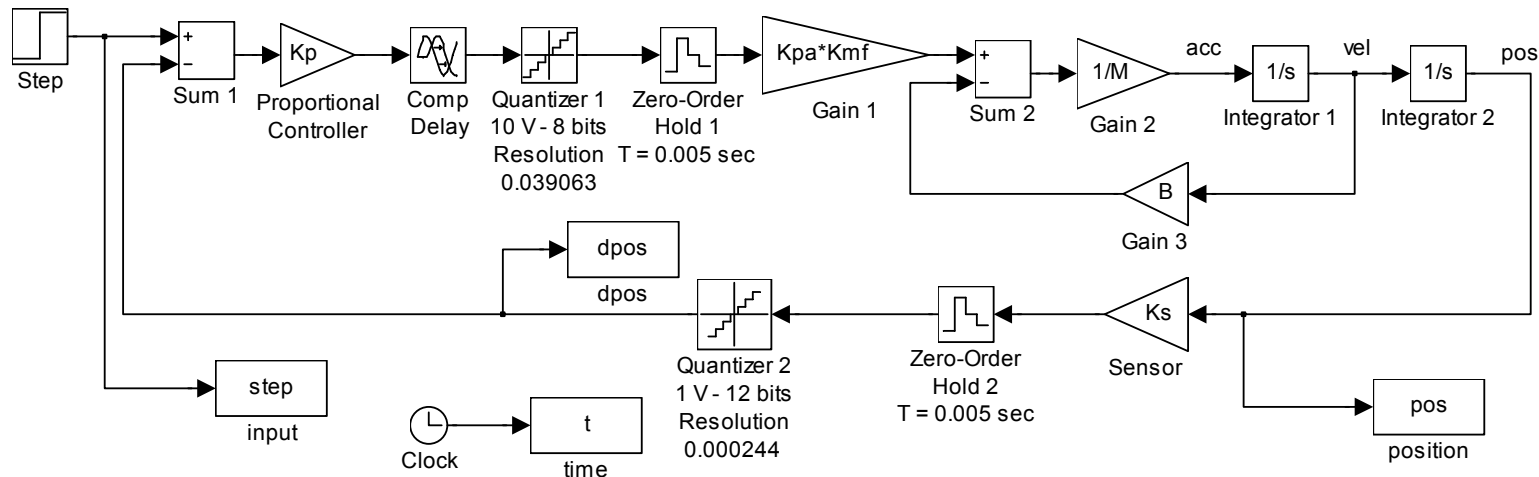 Step
+
−
Sum 1
Kp
Proportional
Controller
Comp
Delay
Quantizer 1
10 V - 8 bits
Resolution
0.039063
Zero-Order
Hold 1
T = 0.005 sec
Kpa*Kmf
Gain 1
+
−
Sum 2
1/M
Gain 2
acc
1/s
Integrator 1
vel
1/s
Integrator 2
pos
B
Gain 3
dpos
dpos
Quantizer 2
1 V - 12 bits
Resolution
0.000244
Zero-Order
Hold 2
T = 0.005 sec
Ks
Sensor
step
input
Clock
t
time
pos
position